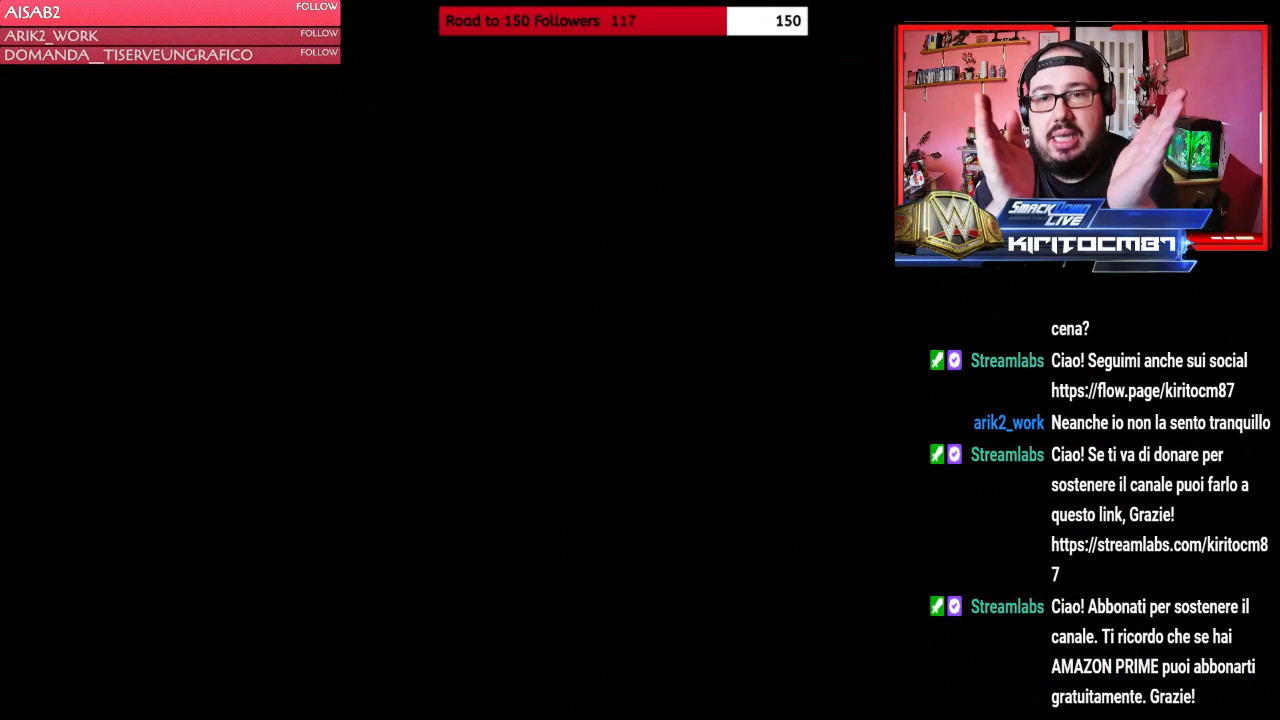 AISAB2 FOLLOW
ARIK2_WORK FOLLOW
DOMANDA__TISERVEUNGRAFICO FOLLOW
Road to 150 Followers 117 150
W
SMACKDOWN
LIVE
KIRITOCM87
cena?
Streamlabs Ciao! Seguimi anche sui social
https://flow.page/kiritocm87
arik2_work Neanche io non la sento tranquillo
Streamlabs Ciao! Se ti va di donare per
sostenere il canale puoi farlo a
questo link, Grazie!
https://streamlabs.com/kiritocm8
7
Streamlabs Ciao! Abbonati per sostenere il
canale. Ti ricordo che se hai
AMAZON PRIME puoi abbonarti
gratuitamente. Grazie!